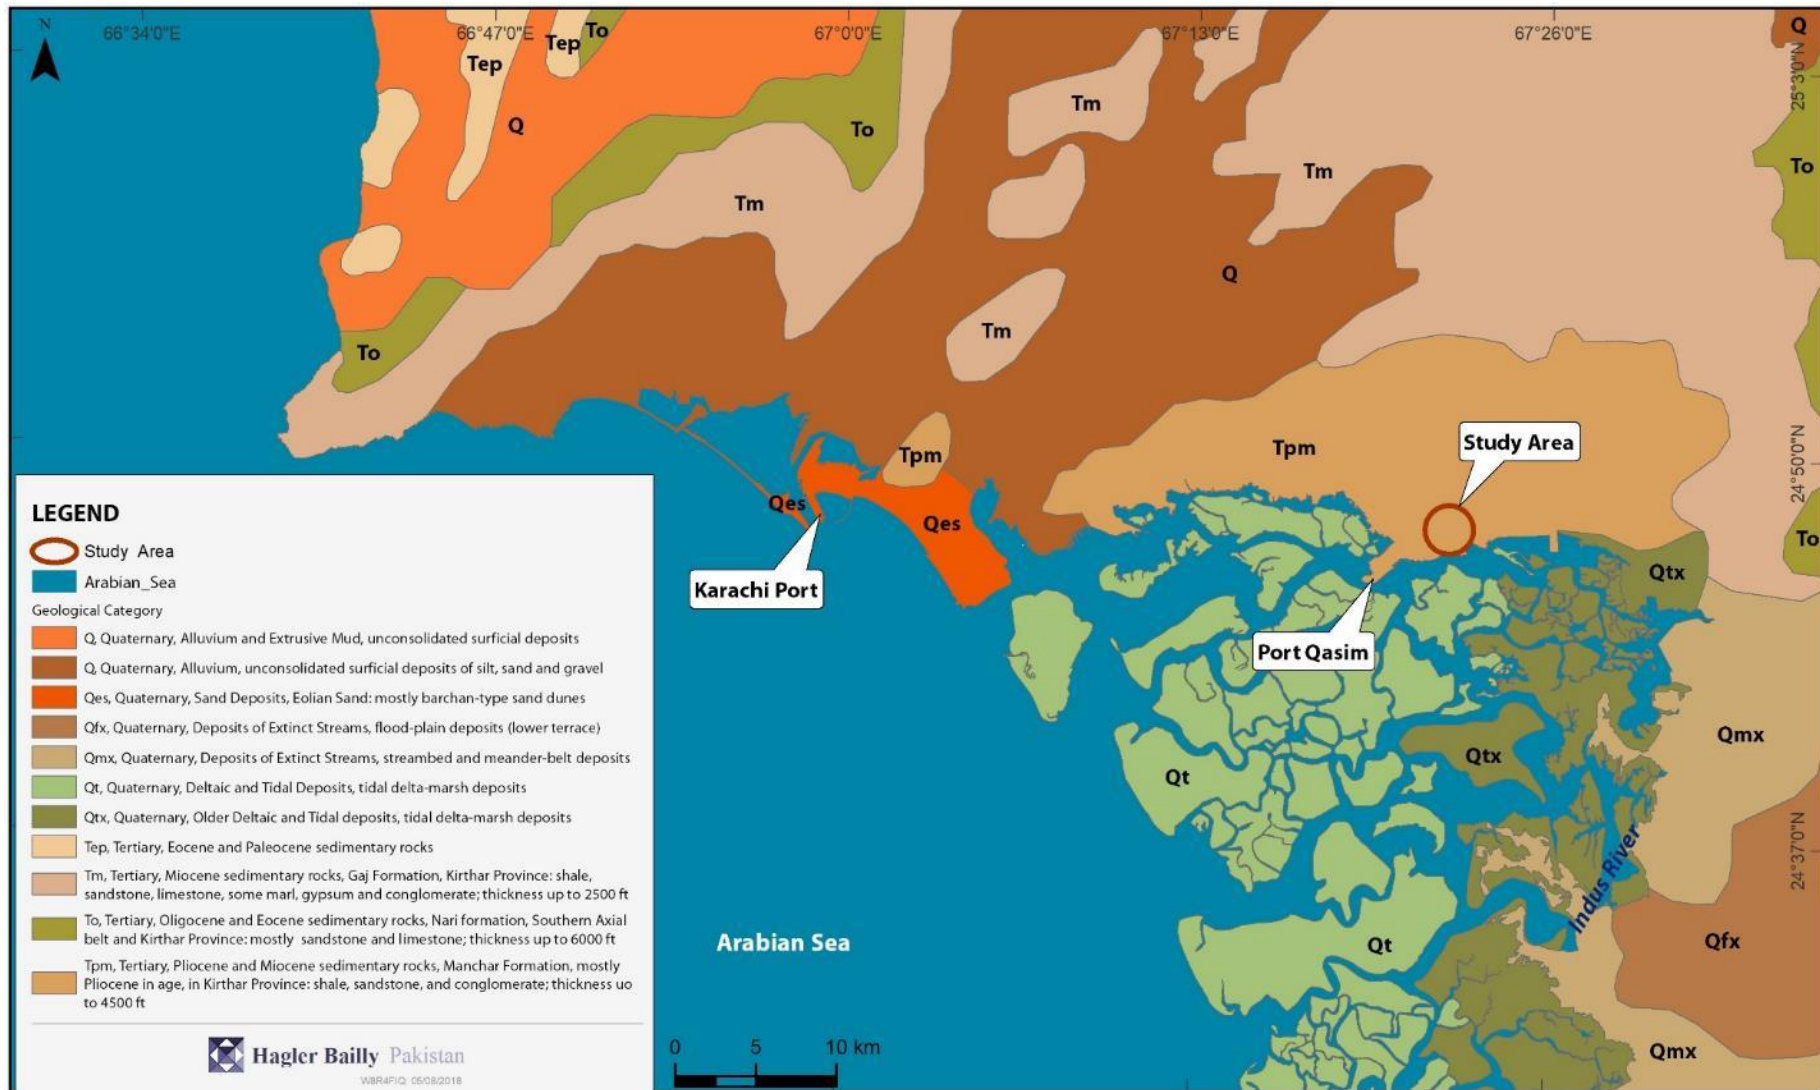 N
66°34'0"E
66°47'0"E
67°0'0"E
67°13'0"E
67°26'0"E
Q
25°3'0"N
Tep
Tep
To
Q
To
Tm
Tm
Tm
To
Q
Tm
To
Tpm
Tpm
Study Area
24°50'0"N
Qes
Qes
Karachi Port
To
Qtx
Port Qasim
Qmx
Qtx
Qt
Indus River
24°37'0"N
Arabian Sea
Qt
Qfx
Qmx
LEGEND
Study Area
Arabian_Sea
Geological Category
Q, Quaternary, Alluvium and Extrusive Mud, unconsolidated surficial deposits
Q, Quaternary, Alluvium, unconsolidated surficial deposits of silt, sand and gravel
Qes, Quaternary, Sand Deposits, Eolian Sand: mostly barchan-type sand dunes
Qfx, Quaternary, Deposits of Extinct Streams, flood-plain deposits (lower terrace)
Qmx, Quaternary, Deposits of Extinct Streams, streambed and meander-belt deposits
Qt, Quaternary, Deltaic and Tidal Deposits, tidal delta-marsh deposits
Qtx, Quaternary, Older Deltaic and Tidal deposits, tidal delta-marsh deposits
Tep, Tertiary, Eocene and Paleocene sedimentary rocks
Tm, Tertiary, Miocene sedimentary rocks, Gaj Formation, Kirthar Province: shale,
sandstone, limestone, some marl, gypsum and conglomerate; thickness up to 2500 ft
To, Tertiary, Oligocene and Eocene sedimentary rocks, Nari formation, Southern Axial
belt and Kirthar Province: mostly sandstone and limestone; thickness up to 6000 ft
Tpm, Tertiary, Pliocene and Miocene sedimentary rocks, Manchar Formation, mostly
Pliocene in age, in Kirthar Province: shale, sandstone, and conglomerate; thickness uo
to 4500 ft
Hagler Bailly Pakistan
W8R4FIQ: 05/08/2018
0 5 10 km